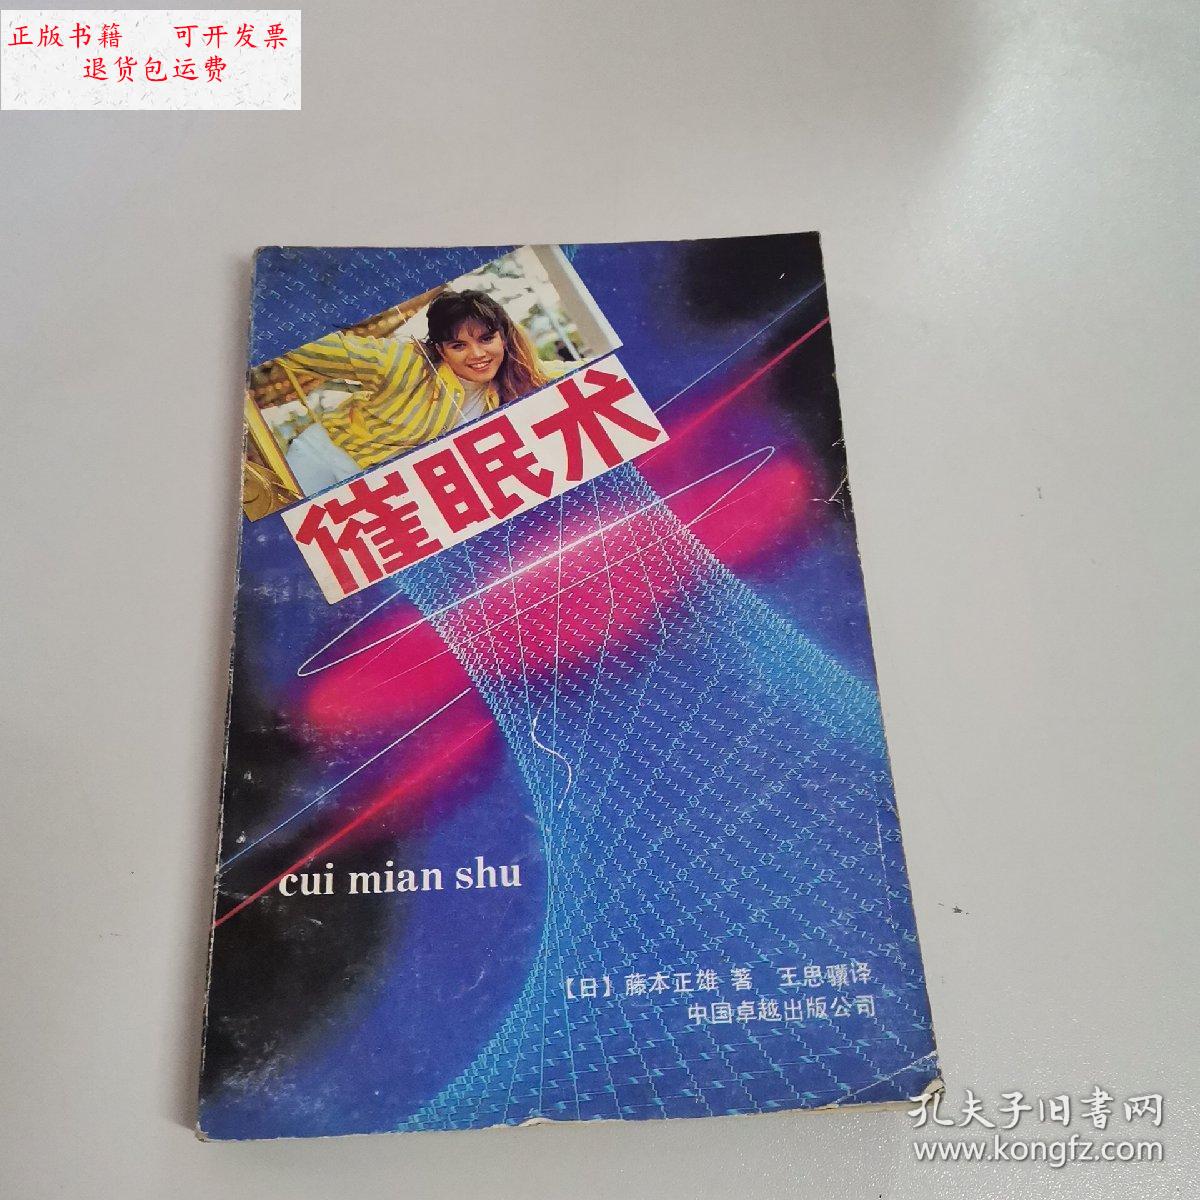 正版书籍 可开发票
退货包运费
催眠术
cui mian shu
【日】藤本正雄 著 王思骥译
中国卓越出版公司
孔夫子旧书网
www.kongfz.com